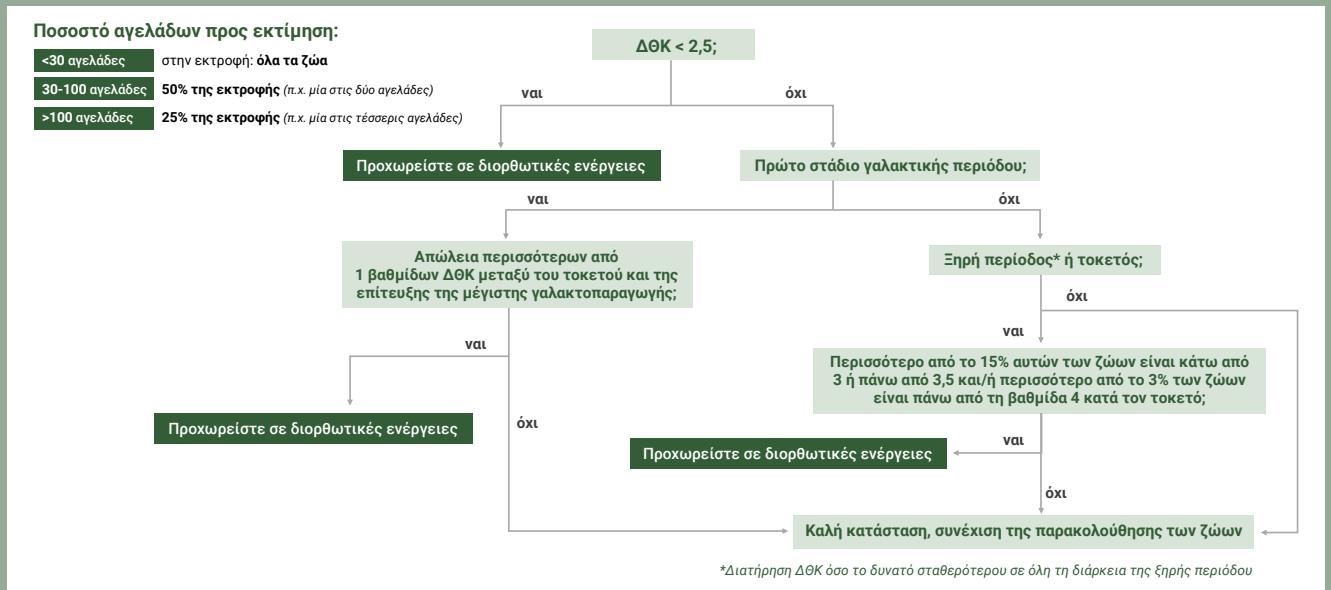 Ποσοστό αγελάδων προς εκτίμηση:
<30 αγελάδες στην εκτροφή: όλα τα ζώα
30-100 αγελάδες 50% της εκτροφής (π.χ. μία στις δύο αγελάδες)
>100 αγελάδες 25% της εκτροφής (π.χ. μία στις τέσσερις αγελάδες)
ΔΘΚ < 2,5;
ναι
όχι
Προχωρείστε σε διορθωτικές ενέργειες
Πρώτο στάδιο γαλακτικής περιόδου;
ναι
όχι
Απώλεια περισσότερων από
1 βαθμίδων ΔΘΚ μεταξύ του τοκετού και της
επίτευξης της μέγιστης γαλακτοπαραγωγής;
Ξηρή περίοδος* ή τοκετός;
όχι
ναι
ναι
Περισσότερο από το 15% αυτών των ζώων είναι κάτω από
3 ή πάνω από 3,5 και/ή περισσότερο από το 3% των ζώων
είναι πάνω από τη βαθμίδα 4 κατά τον τοκετό;
Προχωρείστε σε διορθωτικές ενέργειες
όχι
ναι
Προχωρείστε σε διορθωτικές ενέργειες
όχι
Καλή κατάσταση, συνέχιση της παρακολούθησης των ζώων
*Διατήρηση ΔΘΚ όσο το δυνατό σταθερότερου σε όλη τη διάρκεια της ξηρής περιόδου